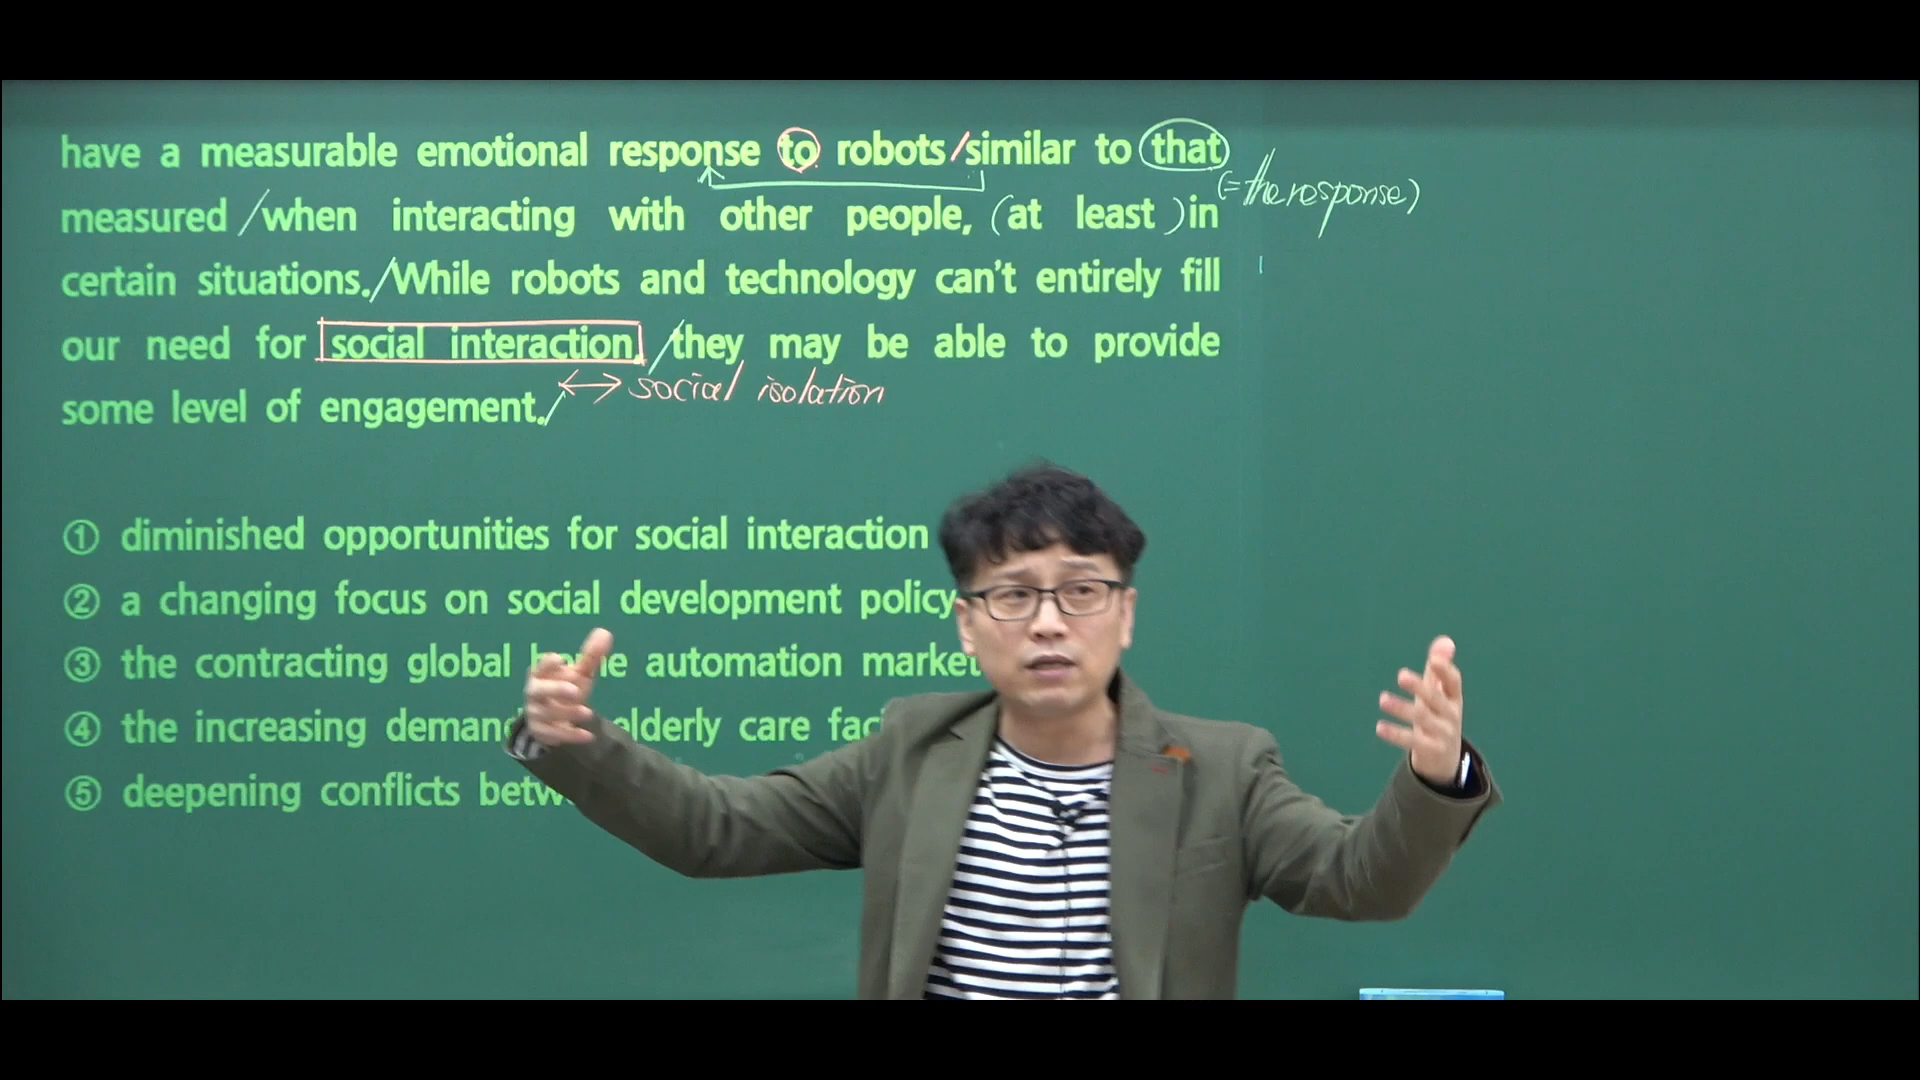 have a measurable emotional response to robots / similar to that
(= the response)
measured / when interacting with other people, (at least) in
certain situations. / While robots and technology can't entirely fill
our need for social interaction, / they may be able to provide
some level of engagement. / ↔ social isolation
① diminished opportunities for social interaction
② a changing focus on social development policy
③ the contracting global home automation market
④ the increasing demand elderly care
⑤ deepening conflicts